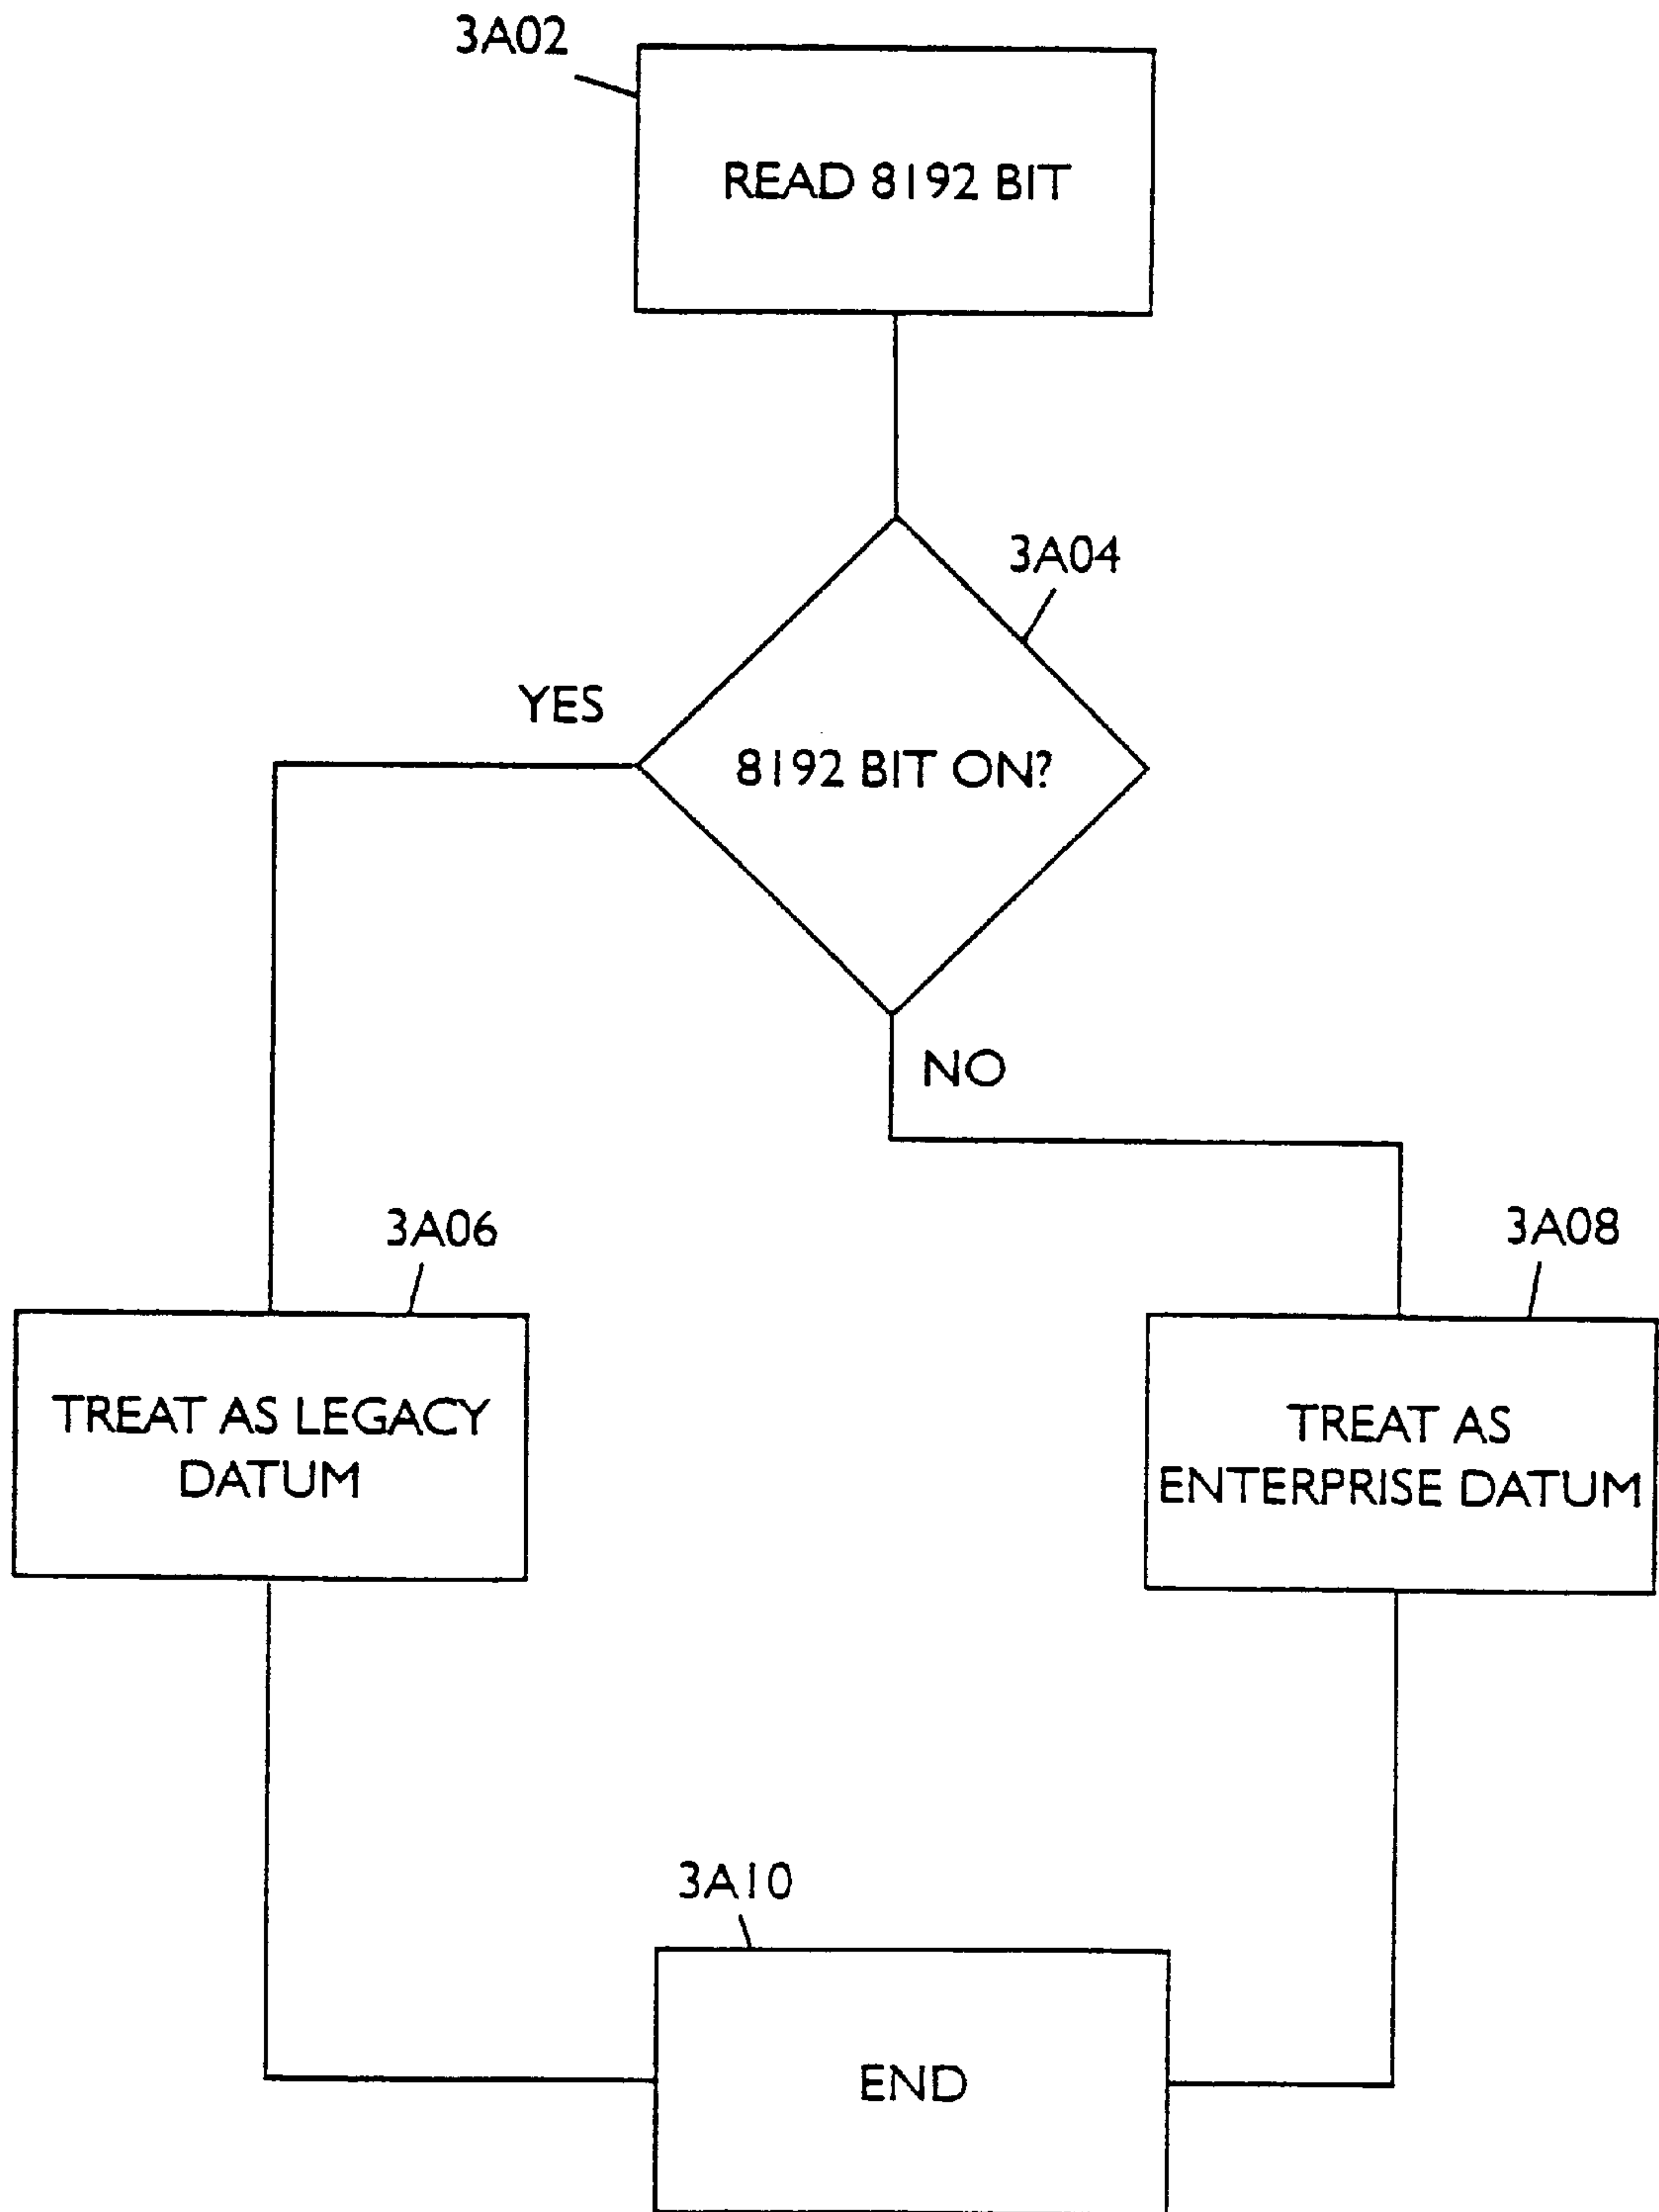 3A02
READ 8192 BIT
3A04
YES
8192 BIT ON?
NO
3A06
3A08
TREAT AS LEGACY
DATUM
TREAT AS
ENTERPRISE DATUM
3A10
END